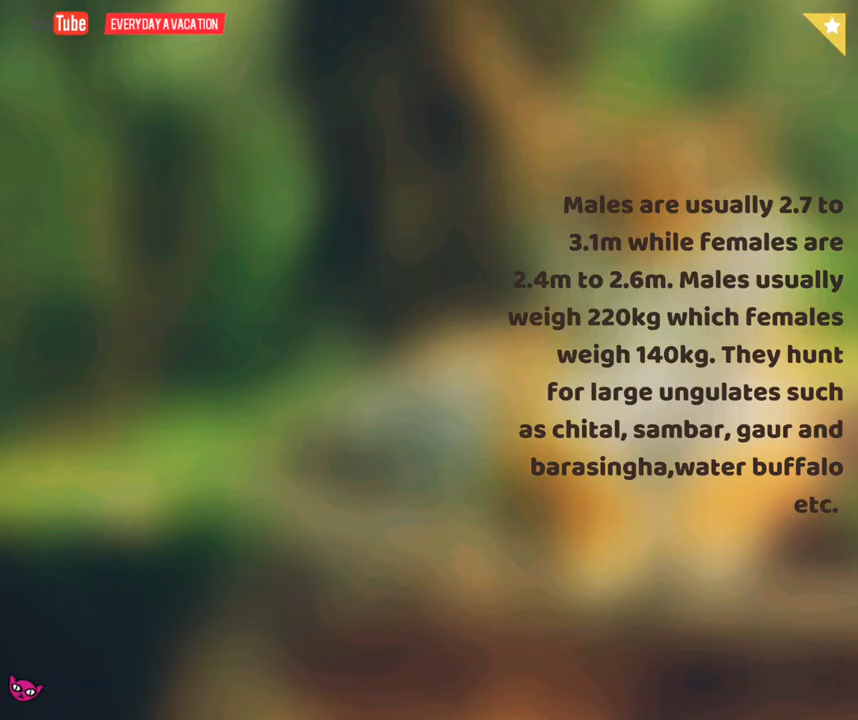 Tube
EVERYDAY A VACATION
Males are usually 2.7 to
3.1m while females are
2.4m to 2.6m. Males usually
weigh 220kg which females
weigh 140kg. They hunt
for large ungulates such
as chital, sambar, gaur and
barasingha,water buffalo
etc.